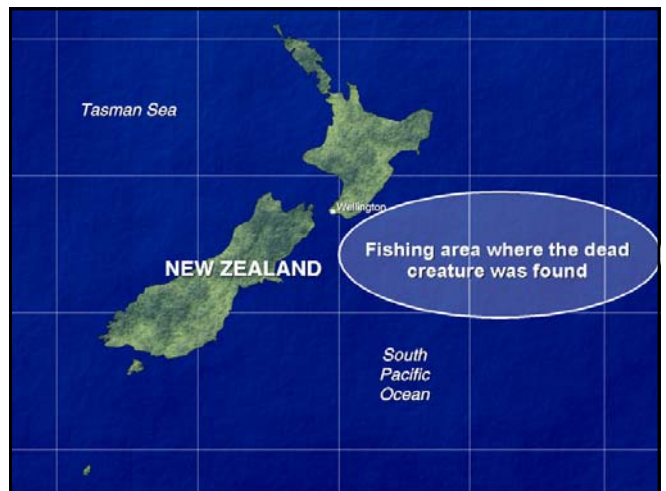 Tasman Sea
Wellington
Fishing area where the dead
creature was found
NEW ZEALAND
South
Pacific
Ocean